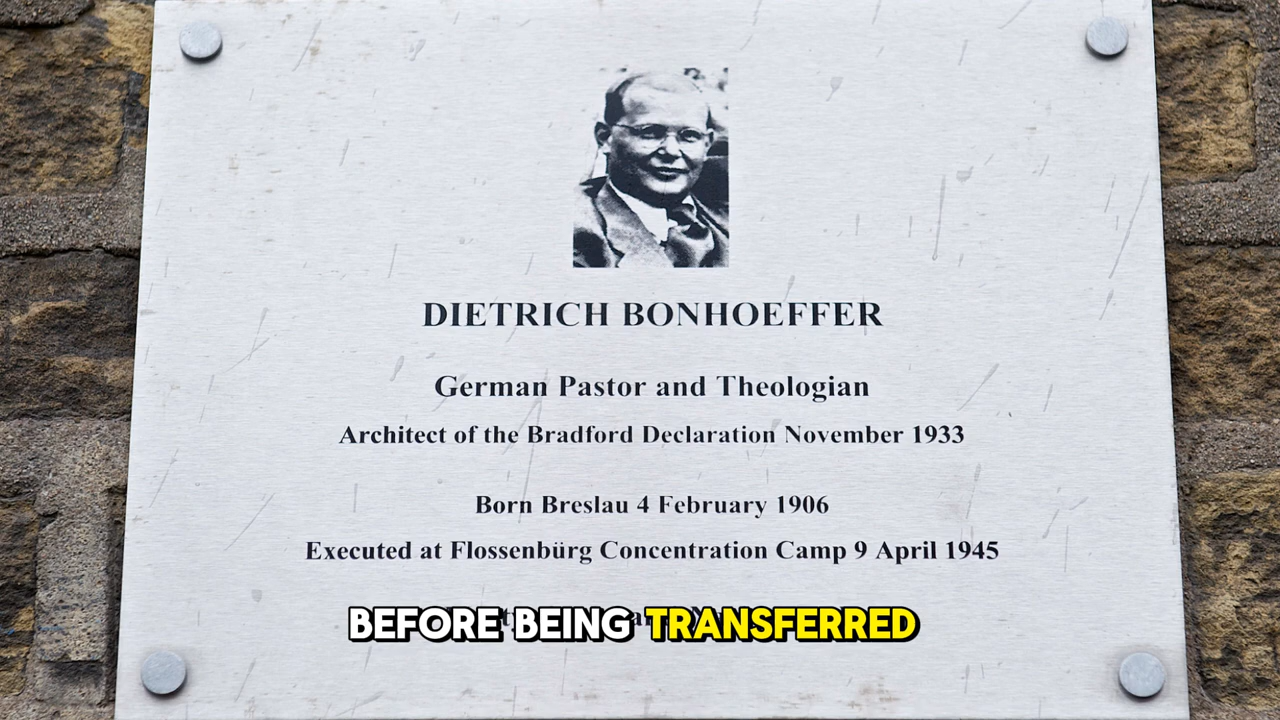 DIETRICH BONHOEFFER
German Pastor and Theologian
Architect of the Bradford Declaration November 1933
Born Breslau 4 February 1906
Executed at Flossenbürg Concentration Camp 9 April 1945
BEFORE BEING TRANSFERRED